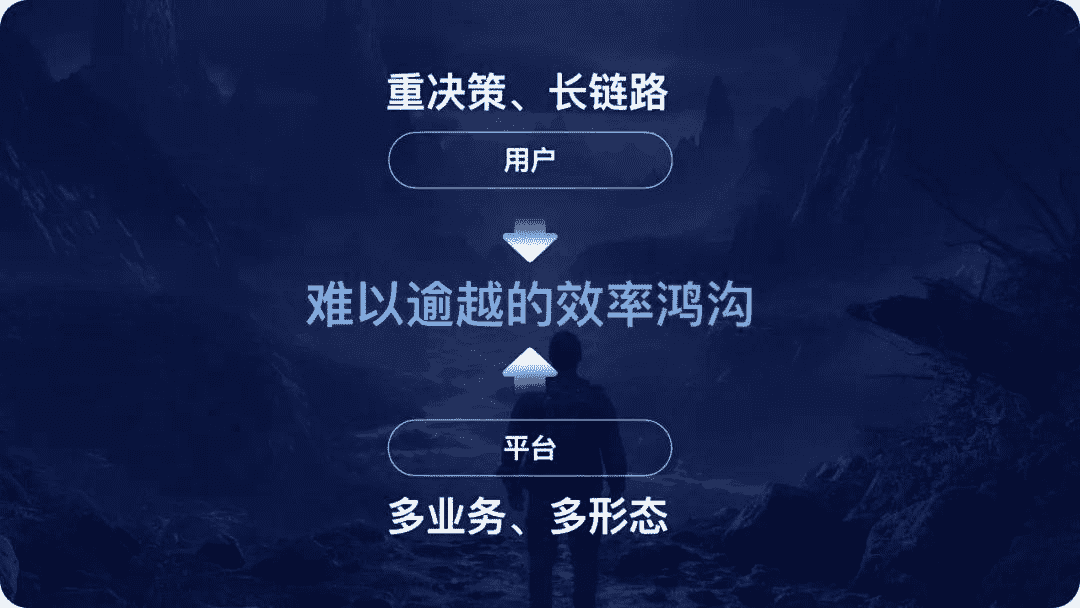 重决策、长链路
用户
难以逾越的效率鸿沟
平台
多业务、多形态